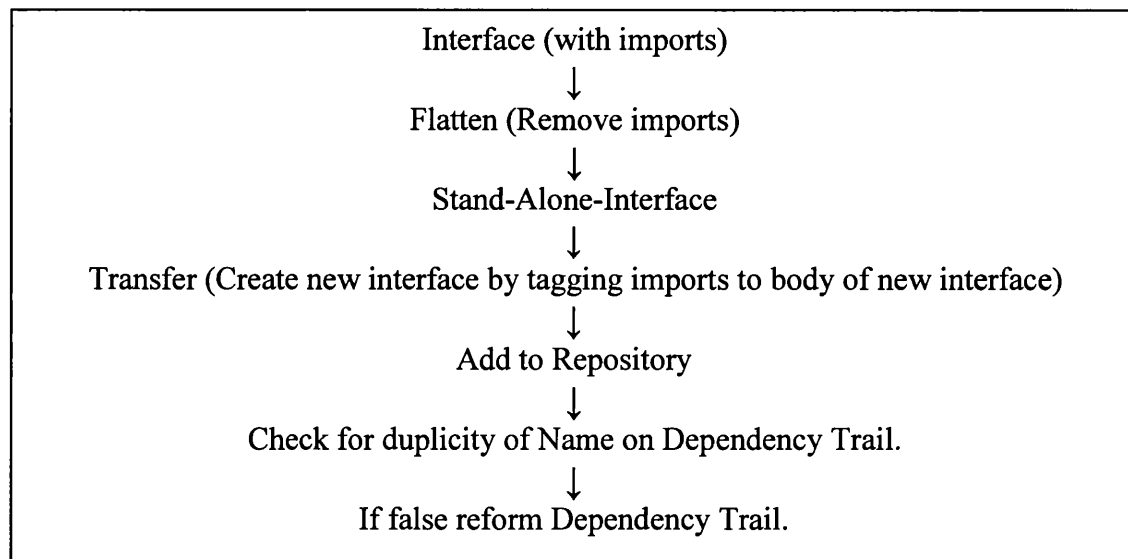 Interface (with imports)
↓
Flatten (Remove imports)
↓
Stand-Alone-Interface
↓
Transfer (Create new interface by tagging imports to body of new interface)
↓
Add to Repository
↓
Check for duplicity of Name on Dependency Trail.
↓
If false reform Dependency Trail.